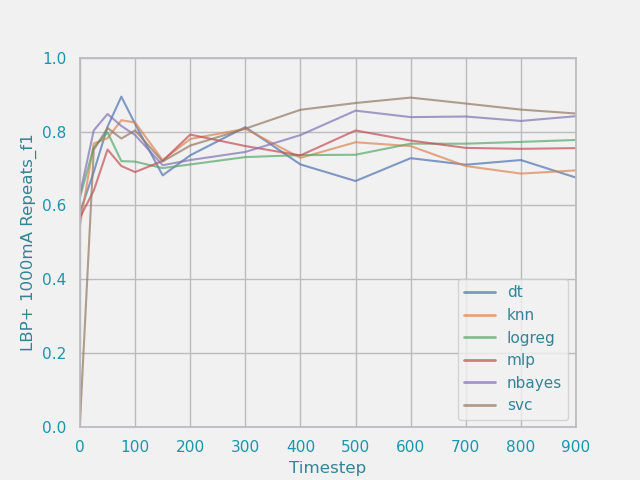 1.0
0.8
0.6
0.4
0.2
0.0
LBP+ 1000mA Repeats_f1
0 100 200 300 400 500 600 700 800 900
Timestep
dt
knn
logreg
mlp
nbayes
svc